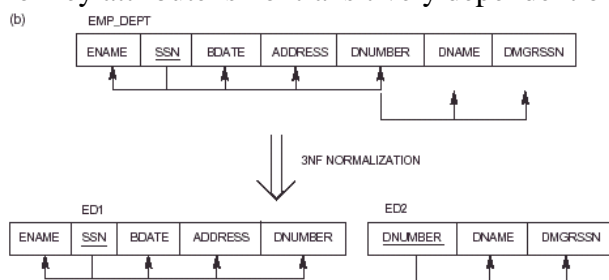 (b)
EMP_DEPT
ENAME SSN BDATE ADDRESS DNUMBER DNAME DMGRSSN
3NF NORMALIZATION
ED1
ENAME SSN BDATE ADDRESS DNUMBER
ED2
DNUMBER DNAME DMGRSSN